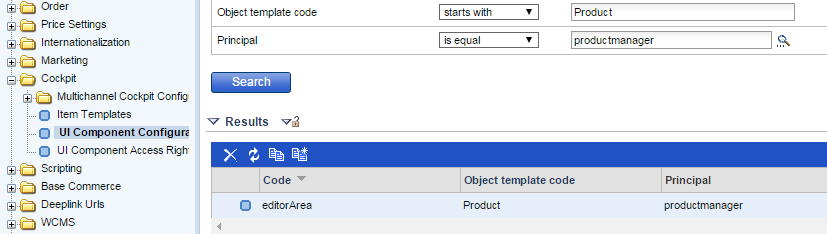 Order
Price Settings
Internationalization
Marketing
Cockpit
Multichannel Cockpit Config
Item Templates
UI Component Configura
UI Component Access Right
Scripting
Base Commerce
Deeplink Urls
WCMS
Object template code starts with Product
Principal is equal productmanager
Search
Results
Code Object template code Principal
editorArea Product productmanager